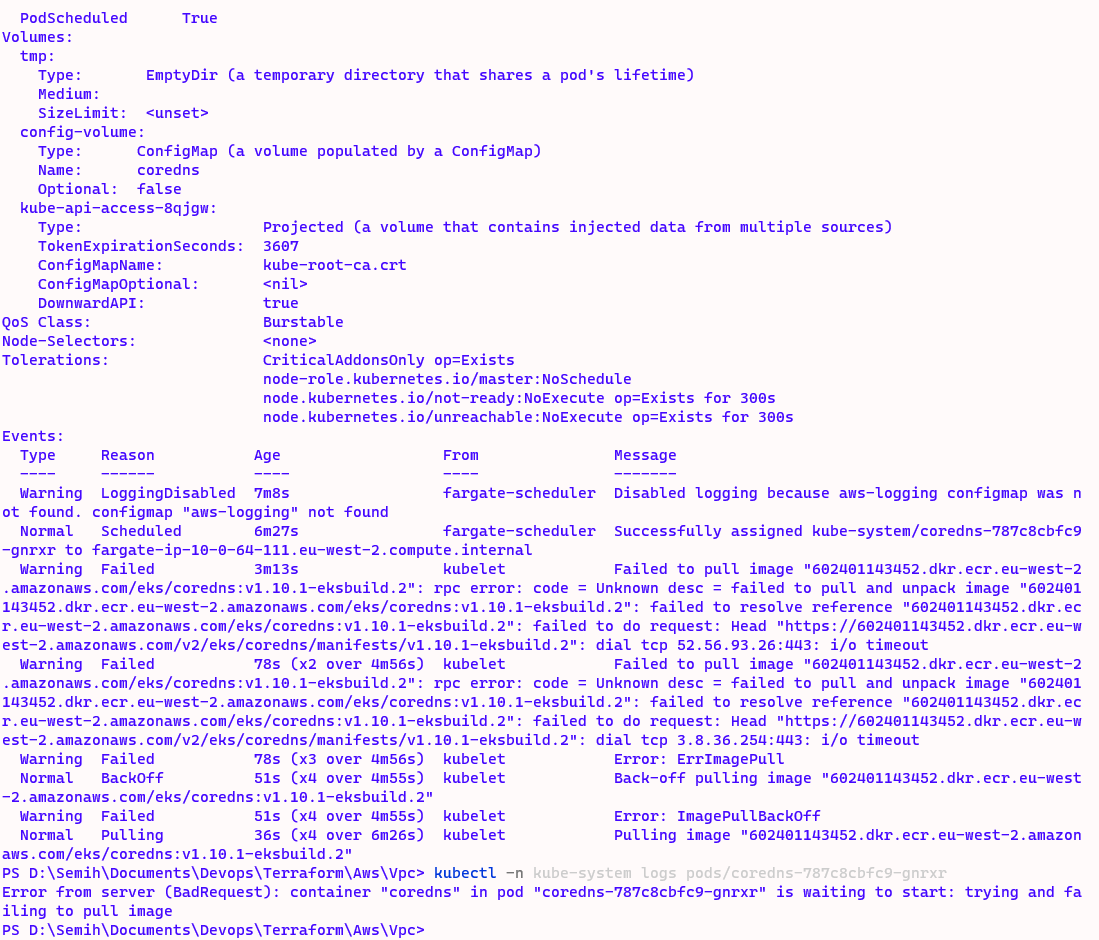 PodScheduled      True
Volumes:
  tmp:
    Type:       EmptyDir (a temporary directory that shares a pod's lifetime)
    Medium:
    SizeLimit:  <unset>
  config-volume:
    Type:      ConfigMap (a volume populated by a ConfigMap)
    Name:      coredns
    Optional:  false
  kube-api-access-8qjgw:
    Type:                    Projected (a volume that contains injected data from multiple sources)
    TokenExpirationSeconds:  3607
    ConfigMapName:           kube-root-ca.crt
    ConfigMapOptional:       <nil>
    DownwardAPI:             true
QoS Class:                   Burstable
Node-Selectors:              <none>
Tolerations:                 CriticalAddonsOnly op=Exists
                             node-role.kubernetes.io/master:NoSchedule
                             node.kubernetes.io/not-ready:NoExecute op=Exists for 300s
                             node.kubernetes.io/unreachable:NoExecute op=Exists for 300s
Events:
  Type     Reason           Age                  From               Message
  ----     ------           ----                 ----               -------
  Warning  LoggingDisabled  7m8s                 fargate-scheduler  Disabled logging because aws-logging configmap was n
ot found. configmap "aws-logging" not found
  Normal   Scheduled        6m27s                fargate-scheduler  Successfully assigned kube-system/coredns-787c8cbfc9
-gnrxr to fargate-ip-10-0-64-111.eu-west-2.compute.internal
  Warning  Failed           3m13s                kubelet            Failed to pull image "602401143452.dkr.ecr.eu-west-2
.amazonaws.com/eks/coredns:v1.10.1-eksbuild.2": rpc error: code = Unknown desc = failed to pull and unpack image "602401
143452.dkr.ecr.eu-west-2.amazonaws.com/eks/coredns:v1.10.1-eksbuild.2": failed to resolve reference "602401143452.dkr.ec
r.eu-west-2.amazonaws.com/eks/coredns:v1.10.1-eksbuild.2": failed to do request: Head "https://602401143452.dkr.ecr.eu-w
est-2.amazonaws.com/v2/eks/coredns/manifests/v1.10.1-eksbuild.2": dial tcp 52.56.93.26:443: i/o timeout
  Warning  Failed           78s (x2 over 4m56s)  kubelet            Failed to pull image "602401143452.dkr.ecr.eu-west-2
.amazonaws.com/eks/coredns:v1.10.1-eksbuild.2": rpc error: code = Unknown desc = failed to pull and unpack image "602401
143452.dkr.ecr.eu-west-2.amazonaws.com/eks/coredns:v1.10.1-eksbuild.2": failed to resolve reference "602401143452.dkr.ec
r.eu-west-2.amazonaws.com/eks/coredns:v1.10.1-eksbuild.2": failed to do request: Head "https://602401143452.dkr.ecr.eu-w
est-2.amazonaws.com/v2/eks/coredns/manifests/v1.10.1-eksbuild.2": dial tcp 3.8.36.254:443: i/o timeout
  Warning  Failed           78s (x3 over 4m56s)  kubelet            Error: ErrImagePull
  Normal   BackOff          51s (x4 over 4m55s)  kubelet            Back-off pulling image "602401143452.dkr.ecr.eu-west
-2.amazonaws.com/eks/coredns:v1.10.1-eksbuild.2"
  Warning  Failed           51s (x4 over 4m55s)  kubelet            Error: ImagePullBackOff
  Normal   Pulling          36s (x4 over 6m26s)  kubelet            Pulling image "602401143452.dkr.ecr.eu-west-2.amazon
aws.com/eks/coredns:v1.10.1-eksbuild.2"
PS D:\Semih\Documents\Devops\Terraform\Aws\Vpc> kubectl -n kube-system logs pods/coredns-787c8cbfc9-gnrxr
Error from server (BadRequest): container "coredns" in pod "coredns-787c8cbfc9-gnrxr" is waiting to start: trying and fa
iling to pull image
PS D:\Semih\Documents\Devops\Terraform\Aws\Vpc>